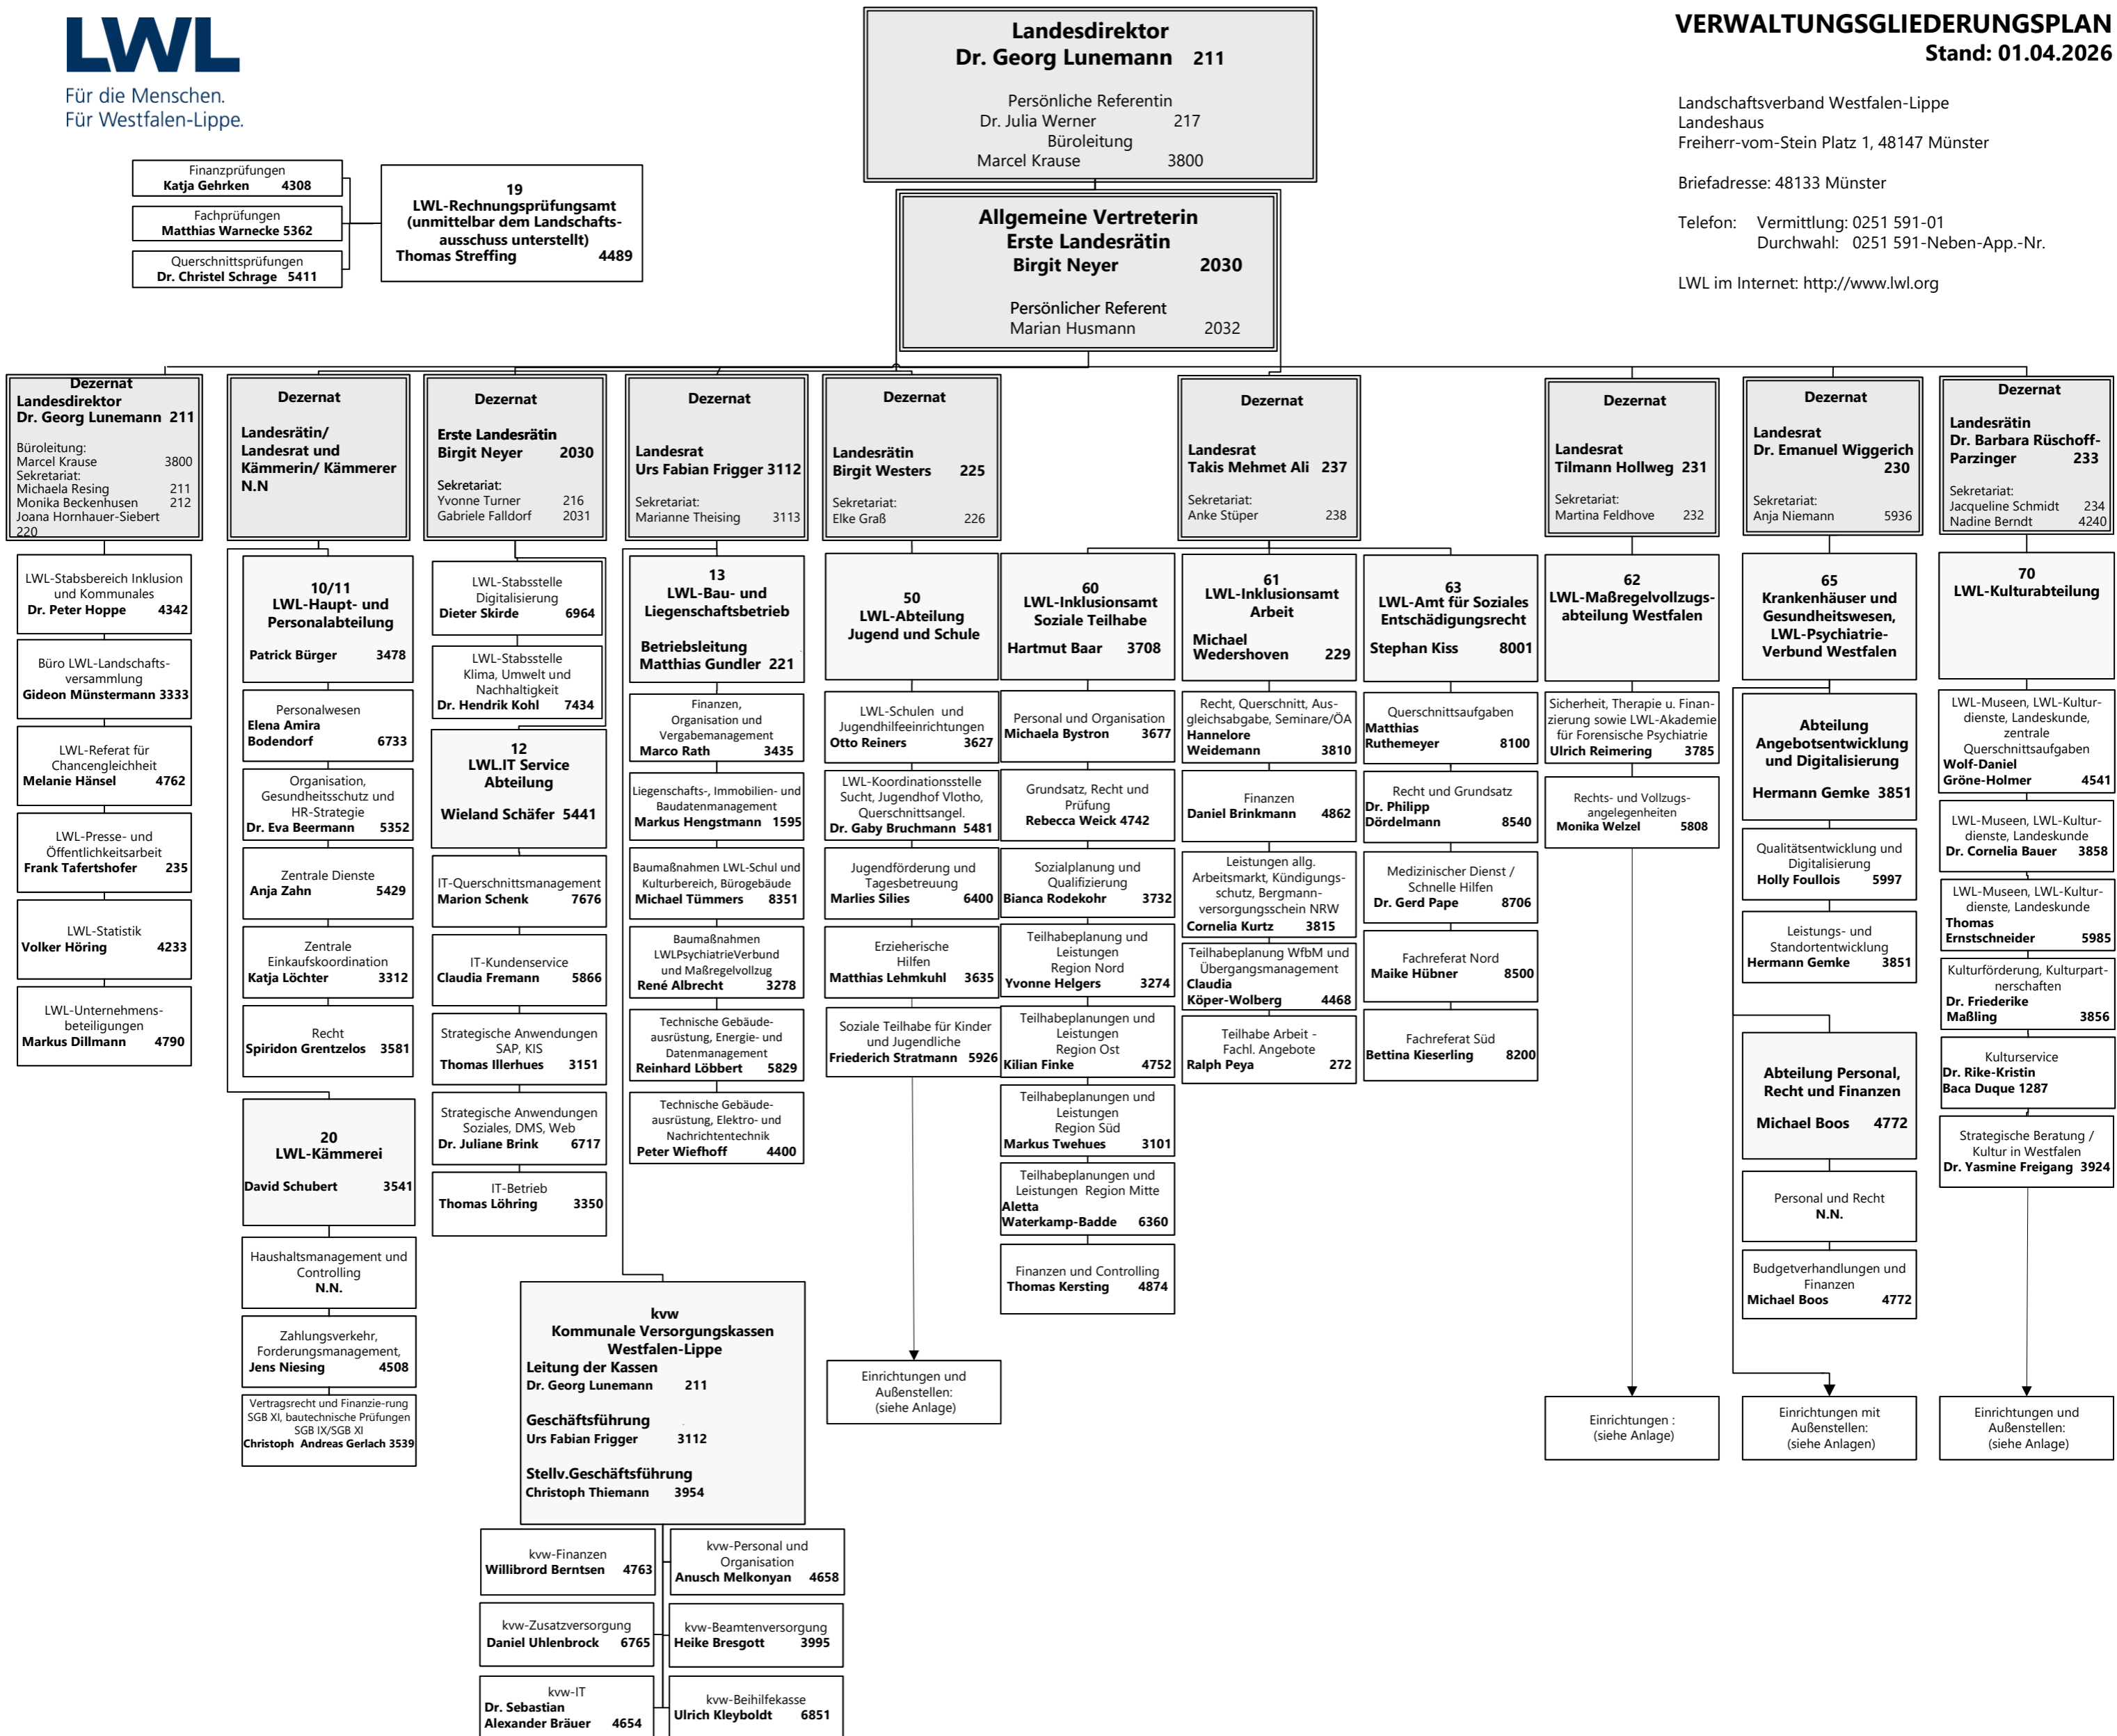 LWL
Für die Menschen.
Für Westfalen-Lippe.
Landesdirektor
Dr. Georg Lunemann 211
Persönliche Referentin
Dr. Julia Werner 217
Büroleitung
Marcel Krause 3800
VERWALTUNGSGLIEDERUNGSPLAN
Stand: 01.04.2026
Landschaftsverband Westfalen-Lippe
Landeshaus
Freiherr-vom-Stein Platz 1, 48147 Münster
Briefadresse: 48133 Münster
Telefon: Vermittlung: 0251 591-01
Durchwahl: 0251 591-Neben-App.-Nr.
LWL im Internet: http://www.lwl.org
Finanzprüfungen
Katja Gehrken 4308
Fachprüfungen
Matthias Warnecke 5362
Querschnittsprüfungen
Dr. Christel Schrage 5411
19
LWL-Rechnungsprüfungsamt
(unmittelbar dem Landschafts-
ausschuss unterstellt)
Thomas Streffing 4489
Allgemeine Vertreterin
Erste Landesrätin
Birgit Neyer 2030
Persönlicher Referent
Marian Husmann 2032
Dezernat
Landesdirektor
Dr. Georg Lunemann 211
Büroleitung:
Marcel Krause 3800
Sekretariat:
Michaela Resing 211
Monika Beckenhusen 212
Joana Hornhauer-Siebert
220
LWL-Stabsbereich Inklusion
und Kommunales
Dr. Peter Hoppe 4342
Büro LWL-Landschafts-
versammlung
Gideon Münstermann 3333
LWL-Referat für
Chancengleichheit
Melanie Hänsel 4762
LWL-Presse- und
Öffentlichkeitsarbeit
Frank Tafertshofer 235
LWL-Statistik
Volker Höring 4233
LWL-Unternehmens-
beteiligungen
Markus Dillmann 4790
Dezernat
Landesrätin/
Landesrat und
Kämmerin/ Kämmerer
N.N
10/11
LWL-Haupt- und
Personalabteilung
Patrick Bürger 3478
Personalwesen
Elena Amira
Bodendorf 6733
Organisation,
Gesundheitsschutz und
HR-Strategie
Dr. Eva Beermann 5352
Zentrale Dienste
Anja Zahn 5429
Zentrale
Einkaufskoordination
Katja Löchter 3312
Recht
Spiridon Grentzelos 3581
20
LWL-Kämmerei
David Schubert 3541
Haushaltsmanagement und
Controlling
N.N.
Zahlungsverkehr,
Forderungsmanagement,
Jens Niesing 4508
Vertragsrecht und Finanzie-rung
SGB XI, bautechnische Prüfungen
SGB IX/SGB XI
Christoph Andreas Gerlach 3539
Dezernat
Erste Landesrätin
Birgit Neyer 2030
Sekretariat:
Yvonne Turner 216
Gabriele Falldorf 2031
LWL-Stabsstelle
Digitalisierung
Dieter Skirde 6964
LWL-Stabsstelle
Klima, Umwelt und
Nachhaltigkeit
Dr. Hendrik Kohl 7434
12
LWL.IT Service
Abteilung
Wieland Schäfer 5441
IT-Querschnittsmanagement
Marion Schenk 7676
IT-Kundenservice
Claudia Fremann 5866
Strategische Anwendungen
SAP, KIS
Thomas Illerhues 3151
Strategische Anwendungen
Soziales, DMS, Web
Dr. Juliane Brink 6717
IT-Betrieb
Thomas Löhring 3350
Dezernat
Landesrat
Urs Fabian Frigger 3112
Sekretariat:
Marianne Theising 3113
13
LWL-Bau- und
Liegenschaftsbetrieb
Betriebsleitung
Matthias Gundler 221
Finanzen,
Organisation und
Vergabemanagement
Marco Rath 3435
Liegenschafts-, Immobilien- und
Baudatenmanagement
Markus Hengstmann 1595
Baumaßnahmen LWL-Schul und
Kulturbereich, Bürogebäude
Michael Tümmers 8351
Baumaßnahmen
LWLPsychiatrieVerbund
und Maßregelvollzug
René Albrecht 3278
Technische Gebäude-
ausrüstung, Energie- und
Datenmanagement
Reinhard Löbbert 5829
Technische Gebäude-
ausrüstung, Elektro- und
Nachrichtentechnik
Peter Wiefhoff 4400
kvw
Kommunale Versorgungskassen
Westfalen-Lippe
Leitung der Kassen
Dr. Georg Lunemann 211
Geschäftsführung
Urs Fabian Frigger 3112
Stellv.Geschäftsführung
Christoph Thiemann 3954
kvw-Finanzen
Willibrord Berntsen 4763
kvw-Personal und
Organisation
Anusch Melkonyan 4658
kvw-Zusatzversorgung
Daniel Uhlenbrock 6765
kvw-Beamtenversorgung
Heike Bresgott 3995
kvw-IT
Dr. Sebastian
Alexander Bräuer 4654
kvw-Beihilfekasse
Ulrich Kleyboldt 6851
Dezernat
Landesrätin
Birgit Westers 225
Sekretariat:
Elke Graß 226
50
LWL-Abteilung
Jugend und Schule
LWL-Schulen und
Jugendhilfeeinrichtungen
Otto Reiners 3627
LWL-Koordinationsstelle
Sucht, Jugendhof Vlotho,
Querschnittsangel.
Dr. Gaby Bruchmann 5481
Jugendförderung und
Tagesbetreuung
Marlies Silies 6400
Erzieherische
Hilfen
Matthias Lehmkuhl 3635
Soziale Teilhabe für Kinder
und Jugendliche
Friederich Stratmann 5926
Einrichtungen und
Außenstellen:
(siehe Anlage)
Dezernat
Landesrat
Takis Mehmet Ali 237
Sekretariat:
Anke Stüper 238
60
LWL-Inklusionsamt
Soziale Teilhabe
Hartmut Baar 3708
Personal und Organisation
Michaela Bystron 3677
Grundsatz, Recht und
Prüfung
Rebecca Weick 4742
Sozialplanung und
Qualifizierung
Bianca Rodekohr 3732
Teilhabeplanung und
Leistungen
Region Nord
Yvonne Helgers 3274
Teilhabeplanungen und
Leistungen
Region Ost
Kilian Finke 4752
Teilhabeplanungen und
Leistungen
Region Süd
Markus Twehues 3101
Teilhabeplanungen und
Leistungen Region Mitte
Aletta
Waterkamp-Badde 6360
Finanzen und Controlling
Thomas Kersting 4874
61
LWL-Inklusionsamt
Arbeit
Michael
Wedershoven 229
Recht, Querschnitt, Aus-
gleichsabgabe, Seminare/ÖA
Hannelore
Weidemann 3810
Finanzen
Daniel Brinkmann 4862
Leistungen allg.
Arbeitsmarkt, Kündigungs-
schutz, Bergmann-
versorgungsschein NRW
Cornelia Kurtz 3815
Teilhabeplanung WfbM und
Übergangsmanagement
Claudia
Köper-Wolberg 4468
Teilhabe Arbeit -
Fachl. Angebote
Ralph Peya 272
63
LWL-Amt für Soziales
Entschädigungsrecht
Stephan Kiss 8001
Querschnittsaufgaben
Matthias
Ruthemeyer 8100
Recht und Grundsatz
Dr. Philipp
Dördelmann 8540
Medizinischer Dienst /
Schnelle Hilfen
Dr. Gerd Pape 8706
Fachreferat Nord
Maike Hübner 8500
Fachreferat Süd
Bettina Kieserling 8200
Dezernat
Landesrat
Tilmann Hollweg 231
Sekretariat:
Martina Feldhove 232
62
LWL-Maßregelvollzugs-
abteilung Westfalen
Sicherheit, Therapie u. Finan-
zierung sowie LWL-Akademie
für Forensische Psychiatrie
Ulrich Reimering 3785
Rechts- und Vollzugs-
angelegenheiten
Monika Welzel 5808
Einrichtungen :
(siehe Anlage)
Dezernat
Landesrat
Dr. Emanuel Wiggerich
230
Sekretariat:
Anja Niemann 5936
65
Krankenhäuser und
Gesundheitswesen,
LWL-Psychiatrie-
Verbund Westfalen
Abteilung
Angebotsentwicklung
und Digitalisierung
Hermann Gemke 3851
Qualitätsentwicklung und
Digitalisierung
Holly Foullois 5997
Leistungs- und
Standortentwicklung
Hermann Gemke 3851
Abteilung Personal,
Recht und Finanzen
Michael Boos 4772
Personal und Recht
N.N.
Budgetverhandlungen und
Finanzen
Michael Boos 4772
Einrichtungen mit
Außenstellen:
(siehe Anlagen)
Dezernat
Landesrätin
Dr. Barbara Rüschoff-
Parzinger 233
Sekretariat:
Jacqueline Schmidt 234
Nadine Berndt 4240
70
LWL-Kulturabteilung
LWL-Museen, LWL-Kultur-
dienste, Landeskunde,
zentrale
Querschnittsaufgaben
Wolf-Daniel
Gröne-Holmer 4541
LWL-Museen, LWL-Kultur-
dienste, Landeskunde
Dr. Cornelia Bauer 3858
LWL-Museen, LWL-Kultur-
dienste, Landeskunde
Thomas
Ernstschneider 5985
Kulturförderung, Kulturpart-
nerschaften
Dr. Friederike
Maßling 3856
Kulturservice
Dr. Rike-Kristin
Baca Duque 1287
Strategische Beratung /
Kultur in Westfalen
Dr. Yasmine Freigang 3924
Einrichtungen und
Außenstellen:
(siehe Anlage)